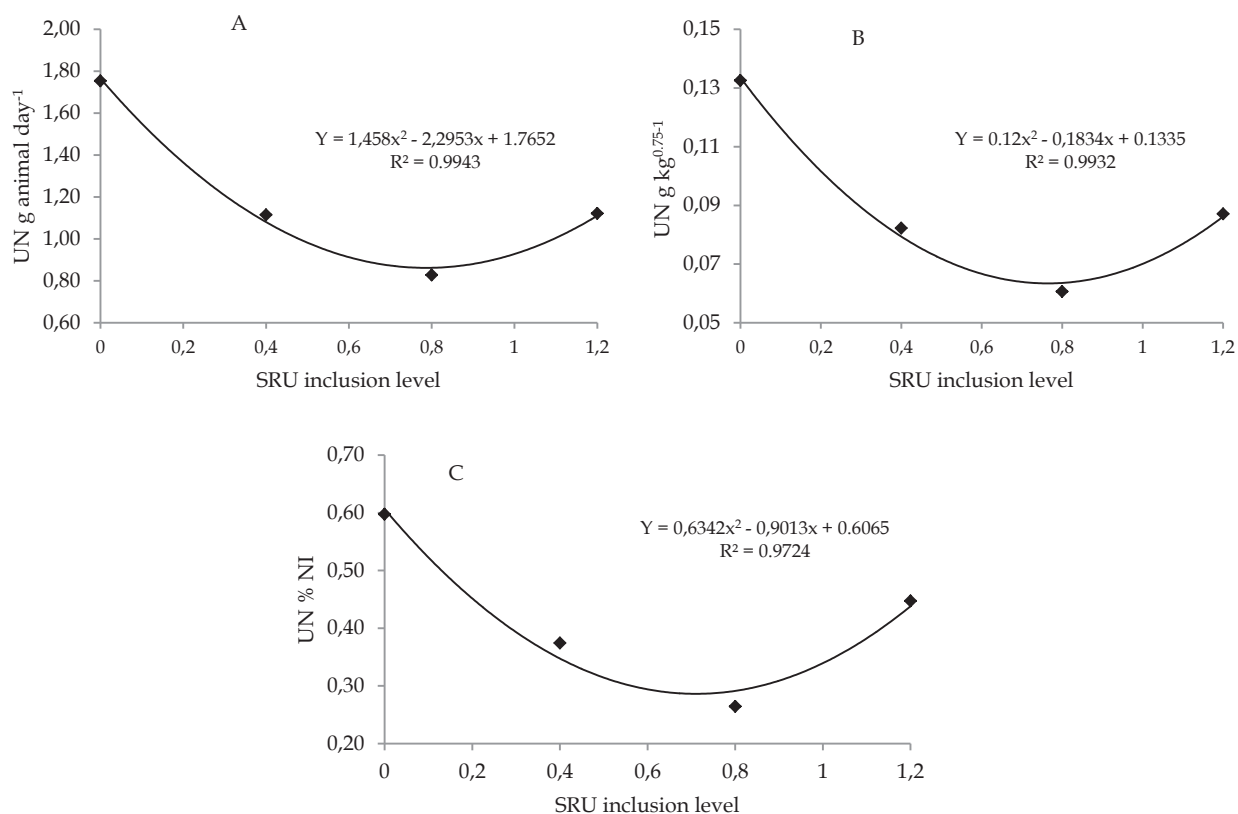 A
2,00
1,80
1,60
1,40
1,20
1,00
0,80
0,60
UN g animal day-1
Y = 1,458x² - 2,2953x + 1.7652
R² = 0.9943
0 0,2 0,4 0,6 0,8 1 1,2
SRU inclusion level
B
0,15
0,13
0,11
0,09
0,07
0,05
UN g kg0.75-1
Y = 0.12x² - 0,1834x + 0.1335
R² = 0.9932
0 0,2 0,4 0,6 0,8 1 1,2
SRU inclusion level
C
0,70
0,60
0,50
0,40
0,30
0,20
UN % NI
Y = 0,6342x² - 0,9013x + 0.6065
R² = 0.9724
0 0,2 0,4 0,6 0,8 1 1,2
SRU inclusion level